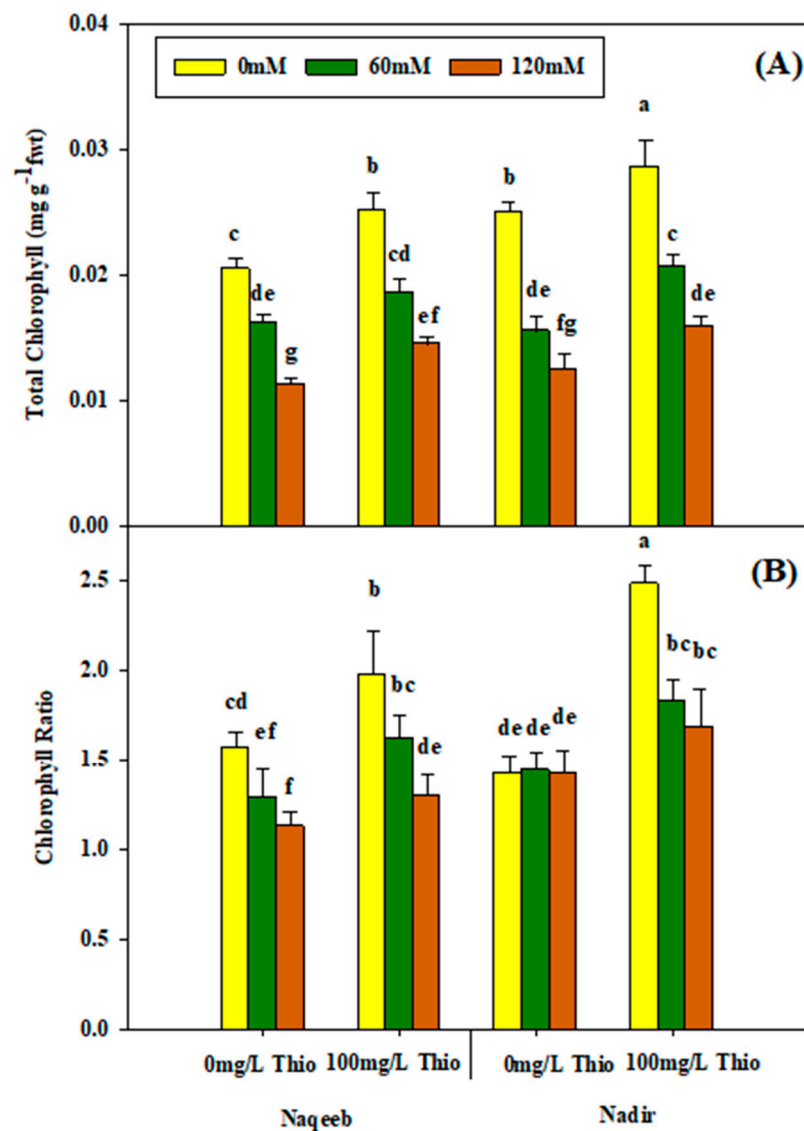 0.04
0mM 60mM 120mM
(A)
a
0.03
b b
c cd c
0.02
de de de
ef fg
g
0.01
0.00
Total Chlorophyll (mg g-1fwt)
(B)
a
2.5
b
2.0
bc bc bc
cd
ef de de de de
1.5
f
1.0
0.5
0.0
Chlorophyll Ratio
0mg/L Thio 100mg/L Thio 0mg/L Thio 100mg/L Thio
Naqeeb Nadir